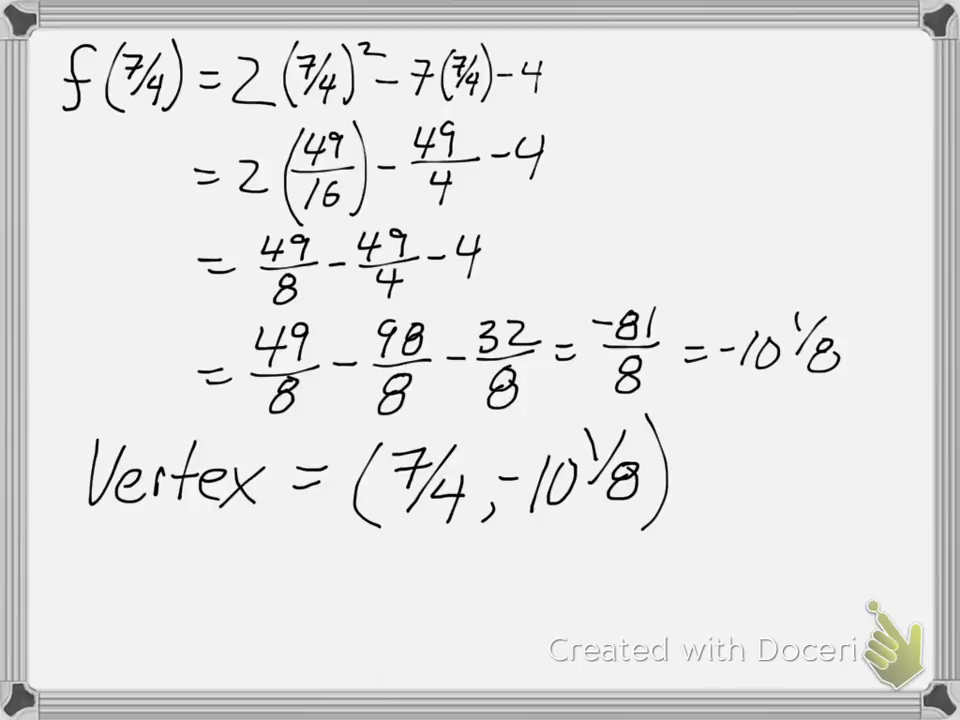 f(7/4) = 2(7/4)² - 7(7/4) - 4
= 2(49/16) - 49/4 - 4
= 49/8 - 49/4 - 4
= 49/8 - 98/8 - 32/8 = -81/8 = -10 1/8
Vertex = (7/4, -10 1/8)
Created with Doceri